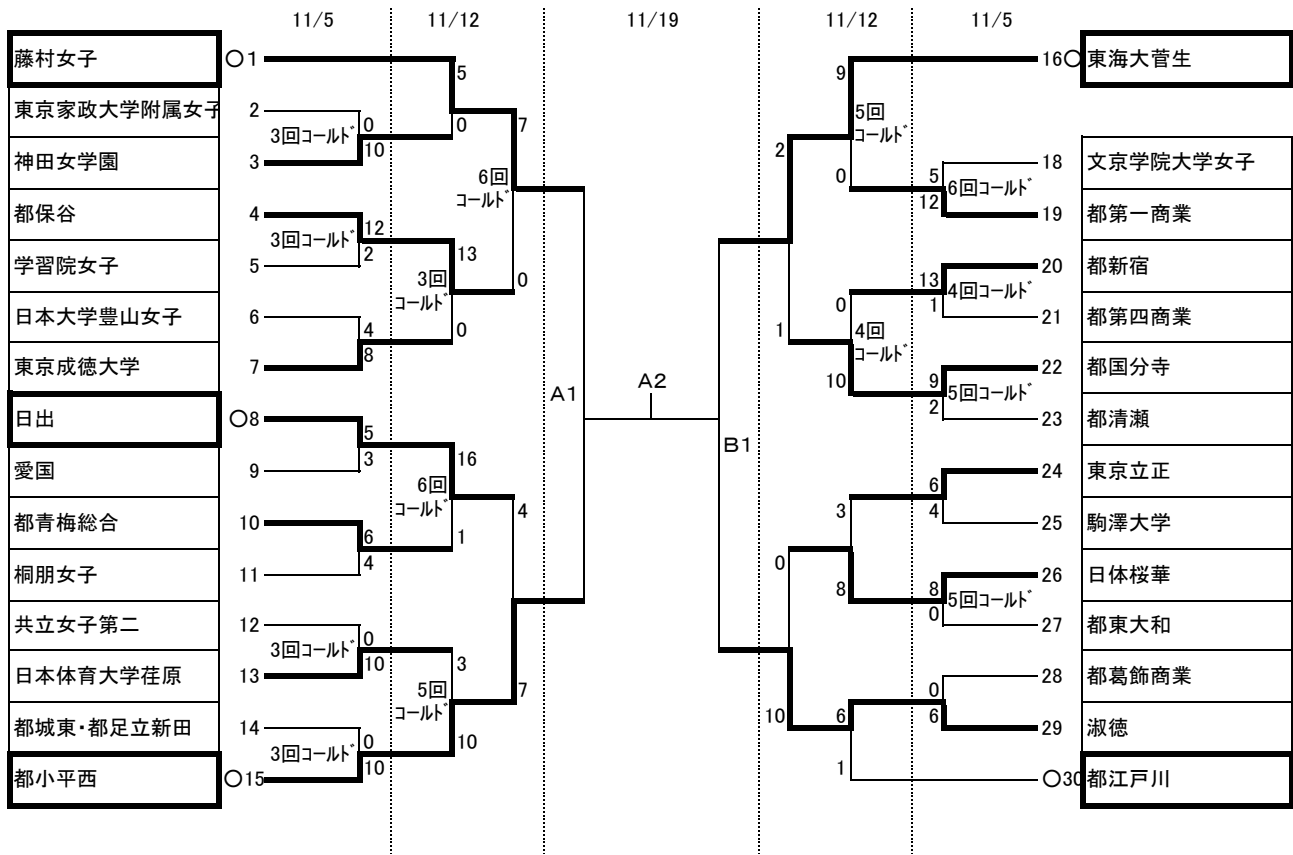 11/5
11/12
11/19
11/12
11/5
藤村女子
○1
東京家政大学附属女子
2
神田女学園
3
都保谷
4
学習院女子
5
日本大学豊山女子
6
東京成徳大学
7
日出
○8
愛国
9
都青梅総合
10
桐朋女子
11
共立女子第二
12
日本体育大学荏原
13
都城東・都足立新田
14
都小平西
○15
0
3回コールド
10
12
3回コールド
2
4
8
5
3
6
4
0
3回コールド
10
0
3回コールド
10
5
0
13
3回
コールド
0
16
6回
コールド
1
3
5回
コールド
10
7
6回
コールド
0
4
7
A1
A2
B1
2
1
0
10
9
5回
コールド
0
0
4回
コールド
10
3
8
6
1
5
6回コールド
12
13
4回コールド
1
9
5回コールド
2
6
4
8
5回コールド
0
0
6
16○
東海大菅生
18
文京学院大学女子
19
都第一商業
20
都新宿
21
都第四商業
22
都国分寺
23
都清瀬
24
東京立正
25
駒澤大学
26
日体桜華
27
都東大和
28
都葛飾商業
29
淑徳
○30
都江戸川